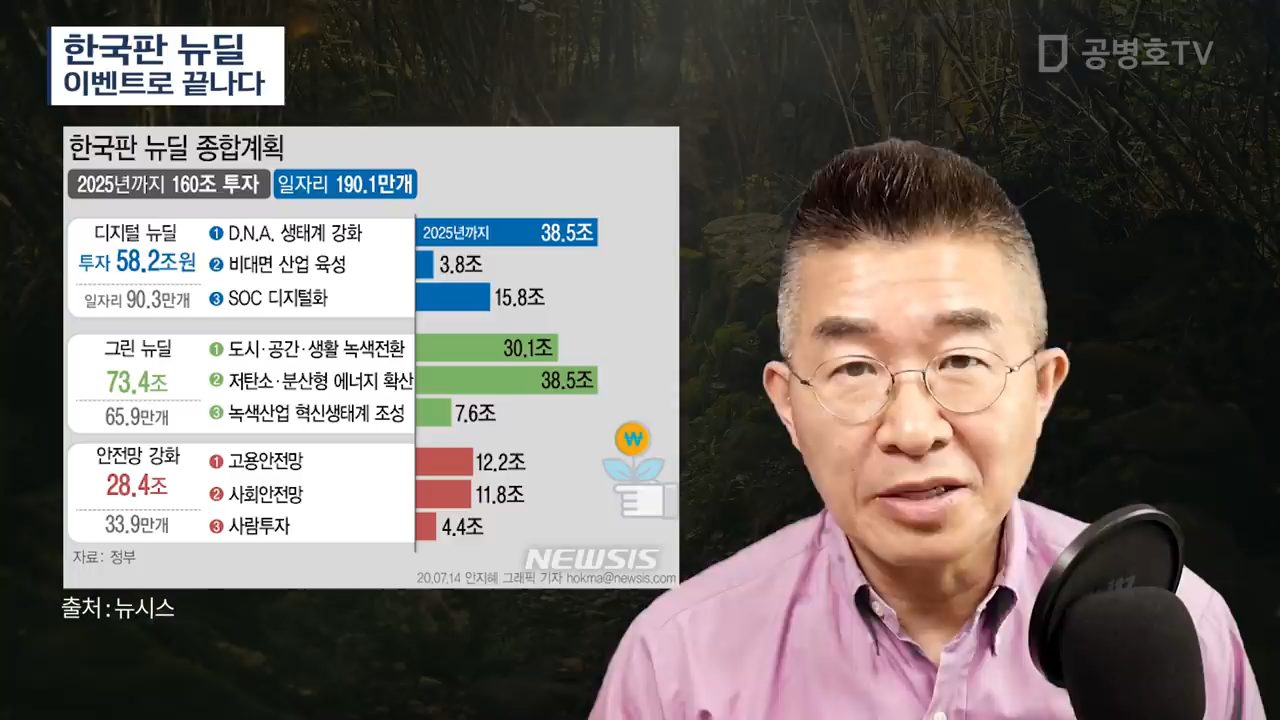 한국판 뉴딜
이벤트로 끝나다
공병호TV
한국판 뉴딜 종합계획
2025년까지 160조 투자 일자리 190.1만개
디지털 뉴딜
투자 58.2조원
일자리 90.3만개
1 D.N.A. 생태계 강화 2025년까지 38.5조
2 비대면 산업 육성 3.8조
3 SOC 디지털화 15.8조
그린 뉴딜
73.4조
65.9만개
1 도시·공간·생활 녹색전환 30.1조
2 저탄소·분산형 에너지 확산 38.5조
3 녹색산업 혁신생태계 조성 7.6조
₩
안전망 강화
28.4조
33.9만개
1 고용안전망 12.2조
2 사회안전망 11.8조
3 사람투자 4.4조
자료: 정부
NEWSIS
20.07.14 안지혜 그래픽 기자 hokma@newsis.com
출처 : 뉴시스